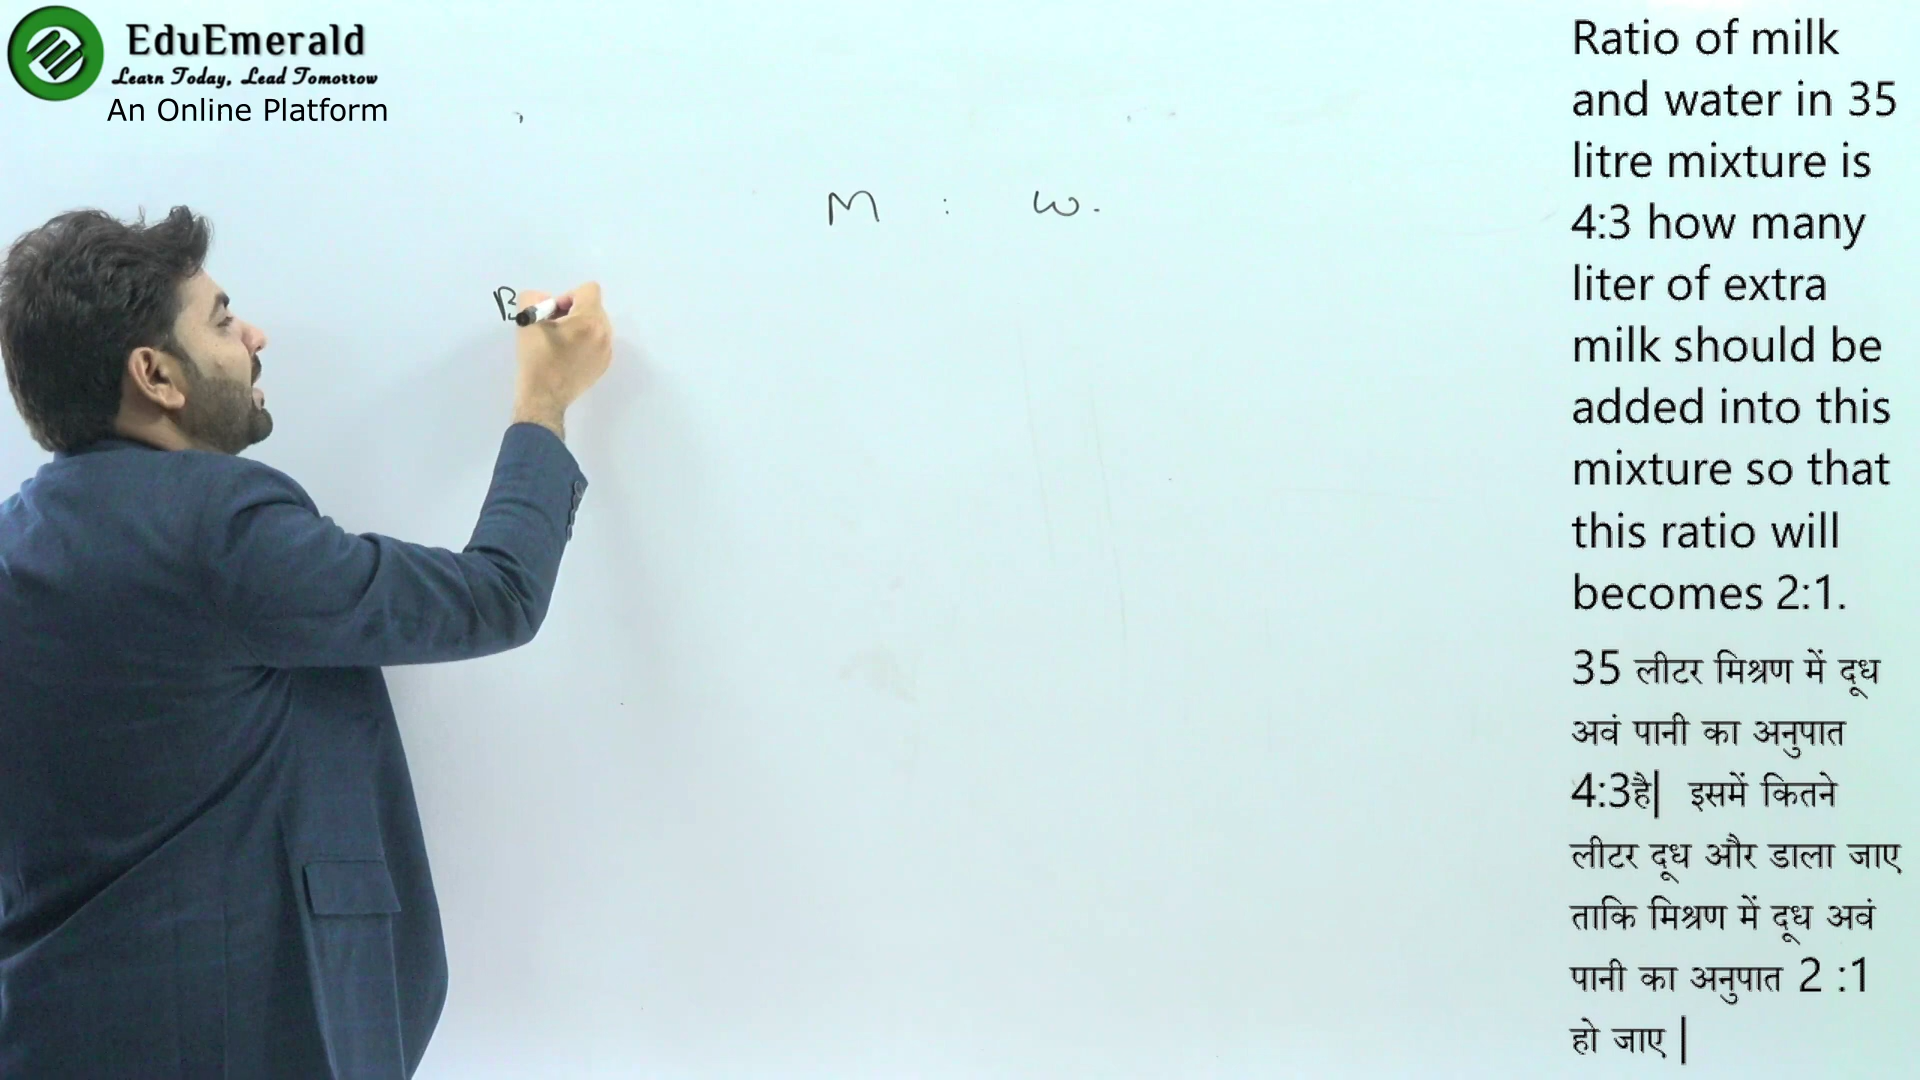 EduEmerald
Learn Today, Lead Tomorrow
An Online Platform
M : W.
Ratio of milk
and water in 35
litre mixture is
4:3 how many
liter of extra
milk should be
added into this
mixture so that
this ratio will
becomes 2:1.
35 लीटर मिश्रण में दूध
अवं पानी का अनुपात
4:3है| इसमें कितने
लीटर दूध और डाला जाए
ताकि मिश्रण में दूध अवं
पानी का अनुपात 2 :1
हो जाए |